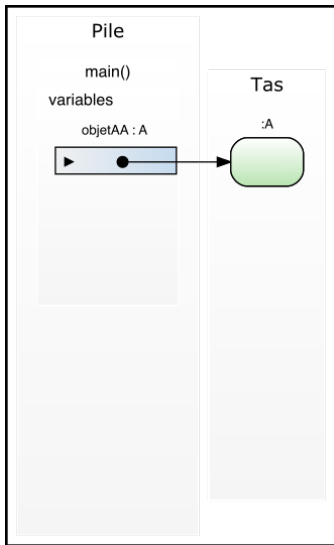 Pile
main()
variables
objetAA : A
Tas
:A